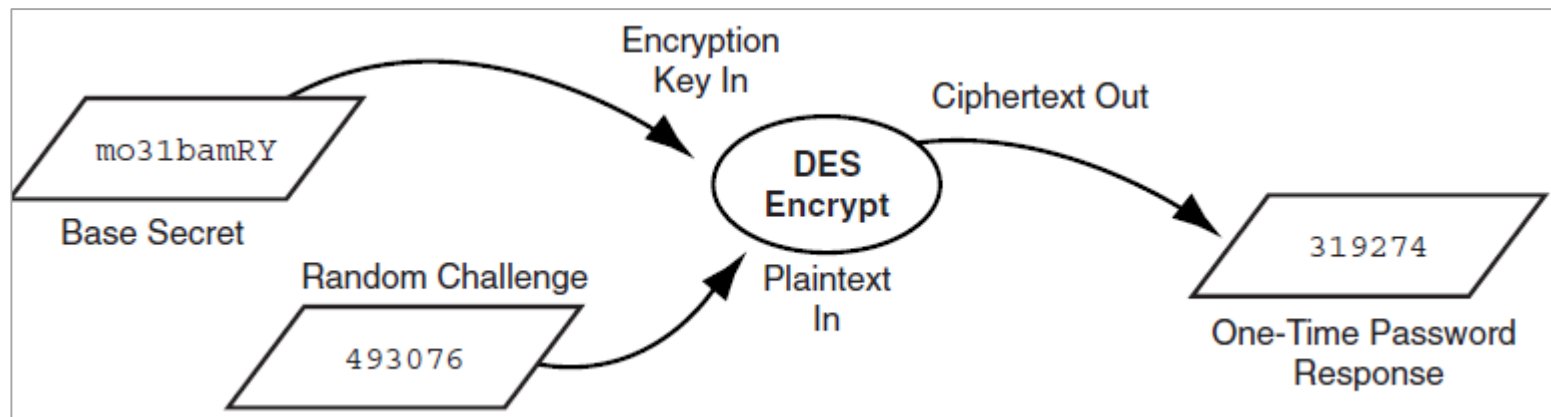 Encryption
Key In
Ciphertext Out
mo31bamRY
DES
Encrypt
Base Secret
319274
Random Challenge
Plaintext
In
493076
One-Time Password
Response